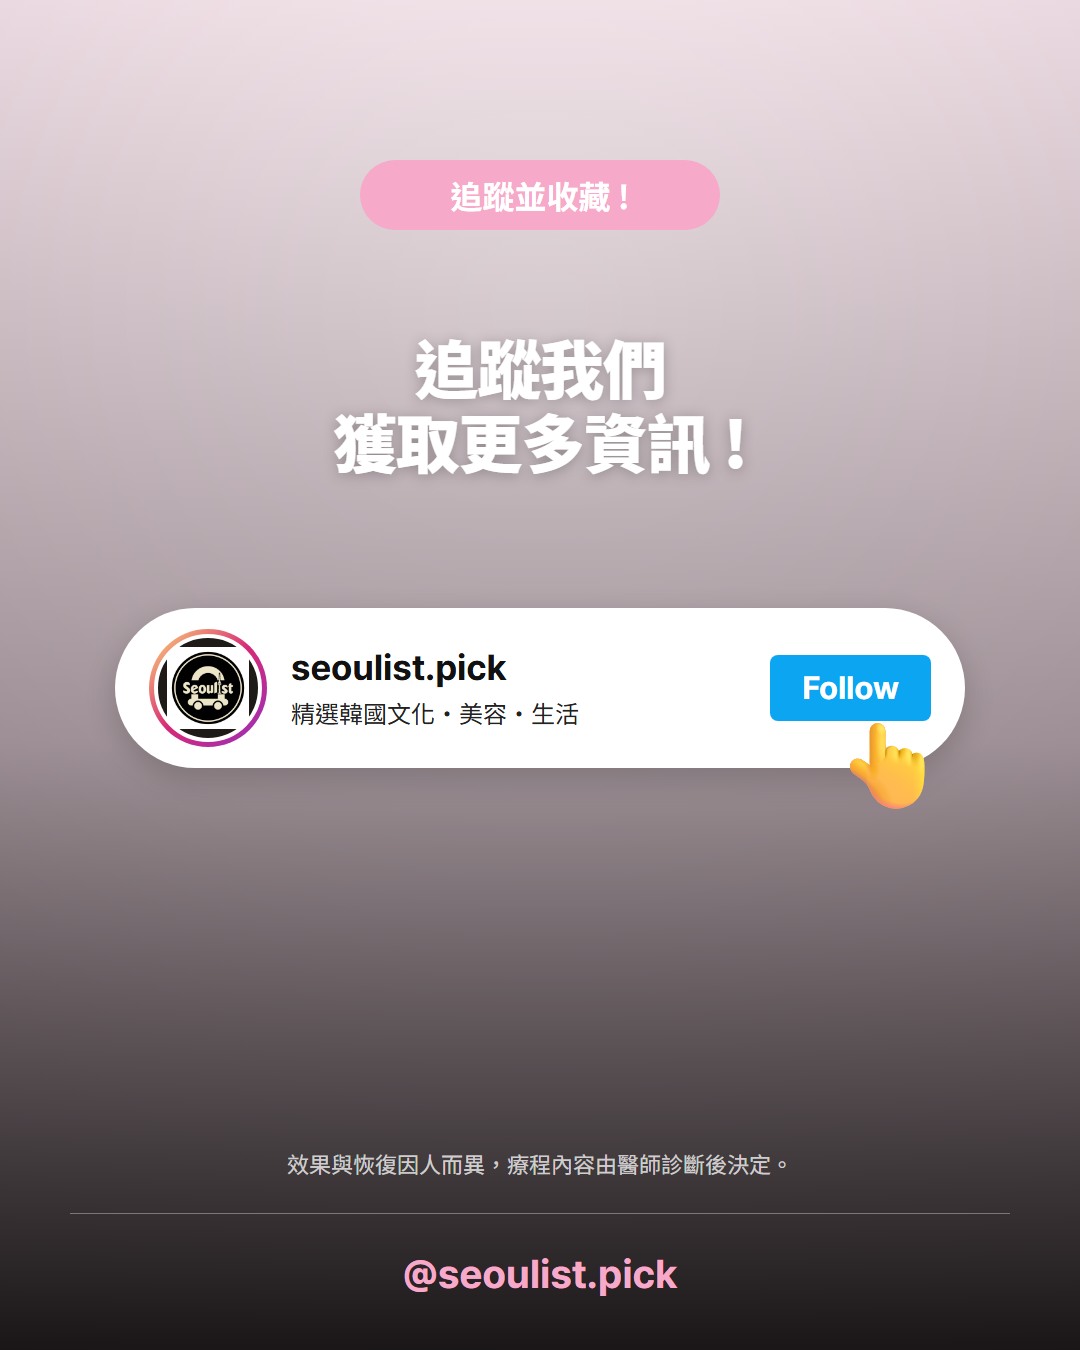 追蹤並收藏！
追蹤我們
獲取更多資訊！
Seoulist
seoulist.pick
精選韓國文化・美容・生活
Follow
效果與恢復因人而異，療程內容由醫師診斷後決定。
@seoulist.pick